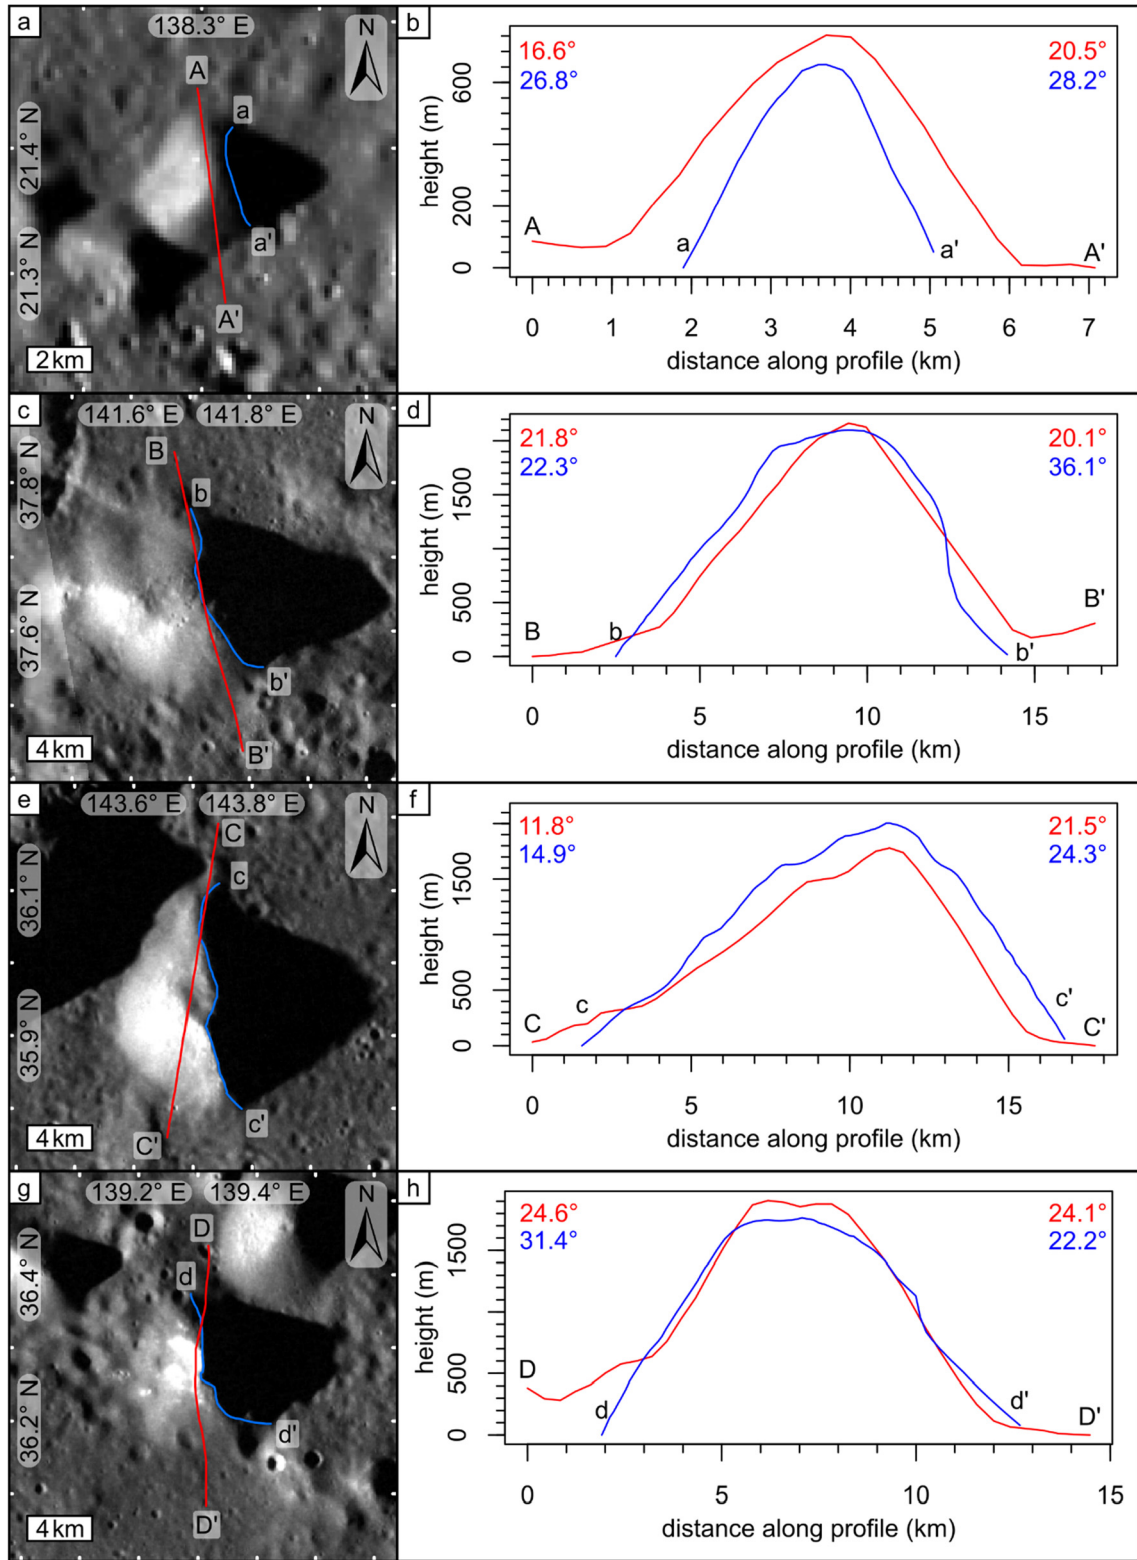 a
138.3° E
N
A
a
21.4° N
a'
21.3° N
A'
2 km
b
16.6°
20.5°
26.8°
28.2°
height (m)
600
200
0
A
a
a'
A'
0 1 2 3 4 5 6 7
distance along profile (km)
c
141.6° E 141.8° E
N
B
37.8° N
b
37.6° N
b'
B'
4 km
d
21.8°
20.1°
22.3°
36.1°
height (m)
1500
500
0
B
b
B'
b'
0 5 10 15
distance along profile (km)
e
143.6° E 143.8° E
N
C
c
36.1° N
35.9° N
c'
C'
4 km
f
11.8°
21.5°
14.9°
24.3°
height (m)
1500
500
0
C
c
c'
C'
0 5 10 15
distance along profile (km)
g
139.2° E 139.4° E
N
D
d
36.4° N
36.2° N
d'
D'
4 km
h
24.6°
24.1°
31.4°
22.2°
height (m)
1500
500
0
D
d
d'
D'
0 5 10 15
distance along profile (km)